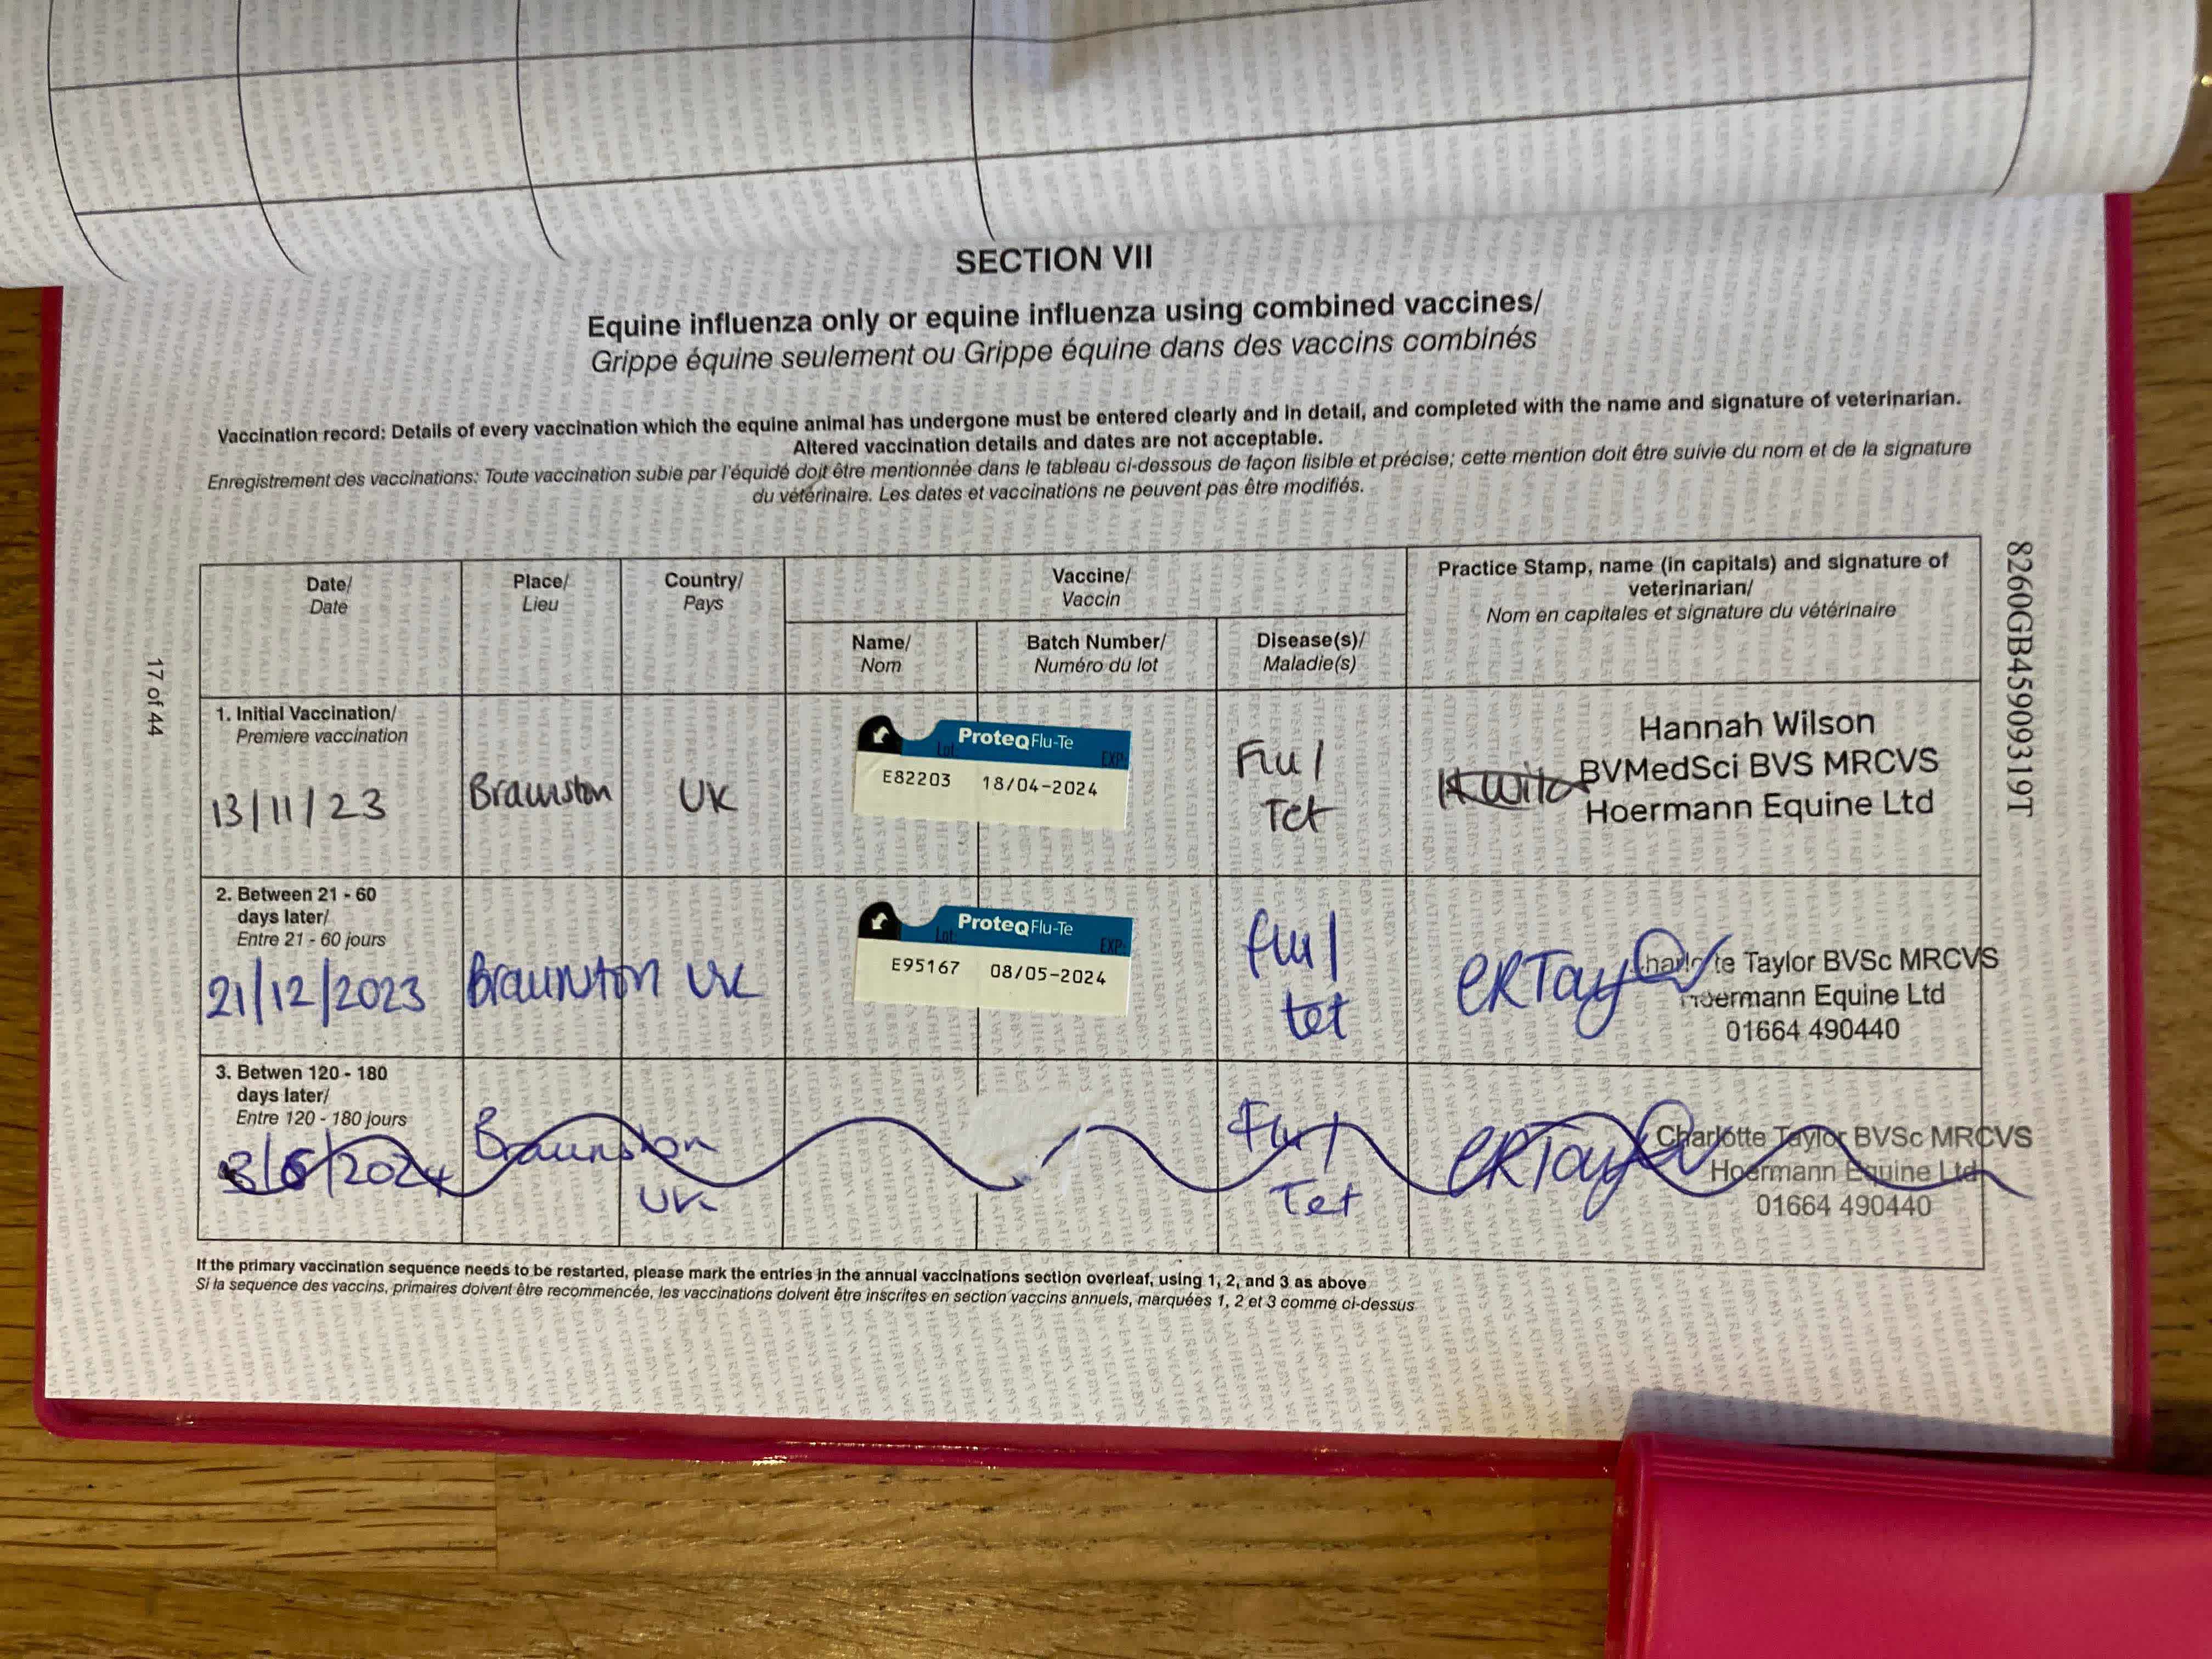 SECTION VII
Equine influenza only or equine influenza using combined vaccines/
Grippe équine seulement ou Grippe équine dans des vaccins combinés
Vaccination record: Details of every vaccination which the equine animal has undergone must be entered clearly and in detail, and completed with the name and signature of veterinarian.
Altered vaccination details and dates are not acceptable.
Enregistrement des vaccinations: Toute vaccination subie par l'équidé doit être mentionnée dans le tableau ci-dessous de façon lisible et précise; cette mention doit être suivie du nom et de la signature
du vétérinaire. Les dates et vaccinations ne peuvent pas être modifiés.
Date/
Date
Place/
Lieu
Country/
Pays
Vaccine/
Vaccin
Name/
Nom
Batch Number/
Numéro du lot
Disease(s)/
Maladie(s)
Practice Stamp, name (in capitals) and signature of
veterinarian/
Nom en capitales et signature du vétérinaire
1. Initial Vaccination/
Premiere vaccination
13/11/23
Braunston
UK
ProteqFlu-Te
Lot: EXP:
E82203 18/04-2024
Flu/
Tet
Hannah Wilson
BVMedSci BVS MRCVS
Hoermann Equine Ltd
2. Between 21 - 60
days later/
Entre 21 - 60 jours
21/12/2023
Braunston
UK
ProteqFlu-Te
Lot: EXP:
E95167 08/05-2024
flu/
tet
CRTaylor
Charlotte Taylor BVSc MRCVS
Hoermann Equine Ltd
01664 490440
3. Betwen 120 - 180
days later/
Entre 120 - 180 jours
Braunston
UK
Flu/
Tet
CRTaylor
Charlotte Taylor BVSc MRCVS
Hoermann Equine Ltd
01664 490440
If the primary vaccination sequence needs to be restarted, please mark the entries in the annual vaccinations section overleaf, using 1, 2, and 3 as above
Si la sequence des vaccins, primaires doivent être recommencée, les vaccinations doivent être inscrites en section vaccins annuels, marquées 1, 2 et 3 comme ci-dessus
17 of 44
8260GB45909319T